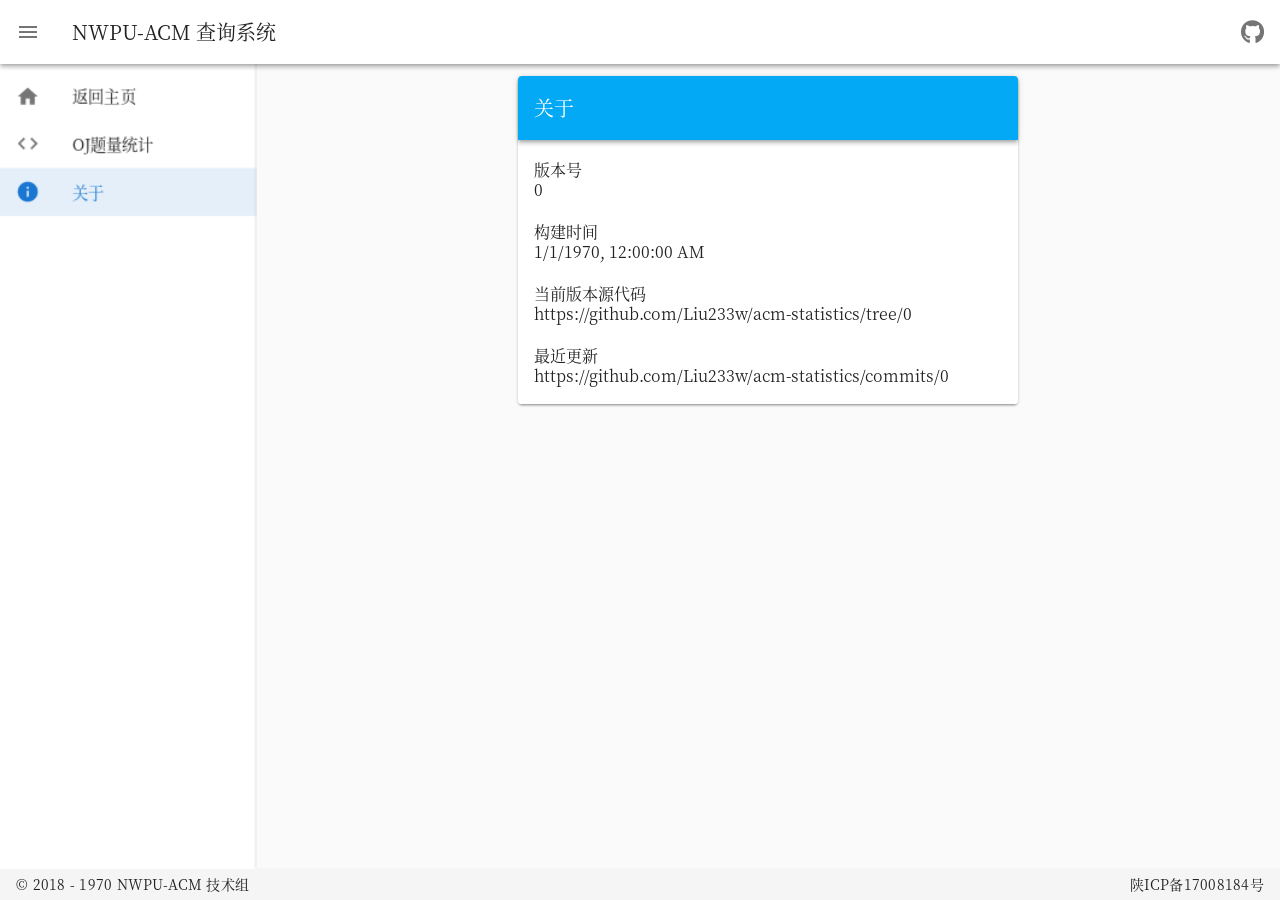 NWPU-ACM 查询系统
返回主页
OJ题量统计
关于
关于
版本号
0
构建时间
1/1/1970, 12:00:00 AM
当前版本源代码
https://github.com/Liu233w/acm-statistics/tree/0
最近更新
https://github.com/Liu233w/acm-statistics/commits/0
© 2018 - 1970 NWPU-ACM 技术组
陕ICP备17008184号